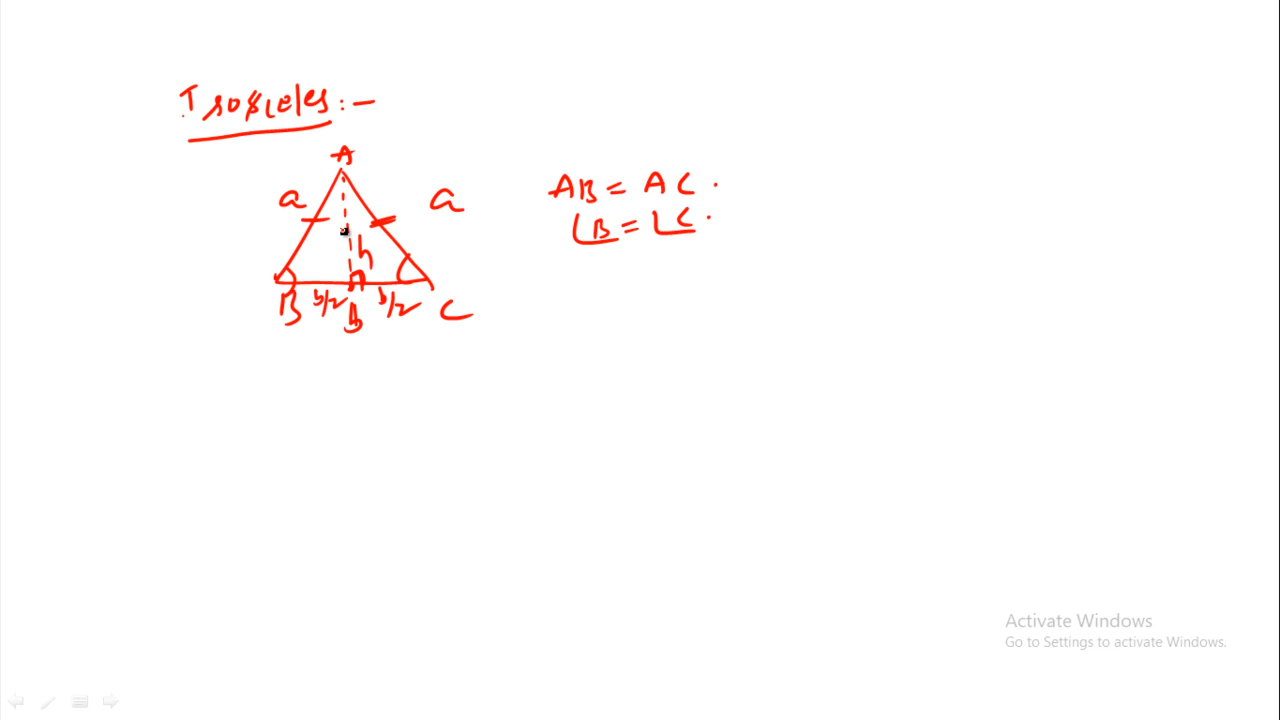 Isosceles :-
A
a a
AB = AC .
∠B = ∠C .
h
B b/2 D b/2 C
Activate Windows
Go to Settings to activate Windows.